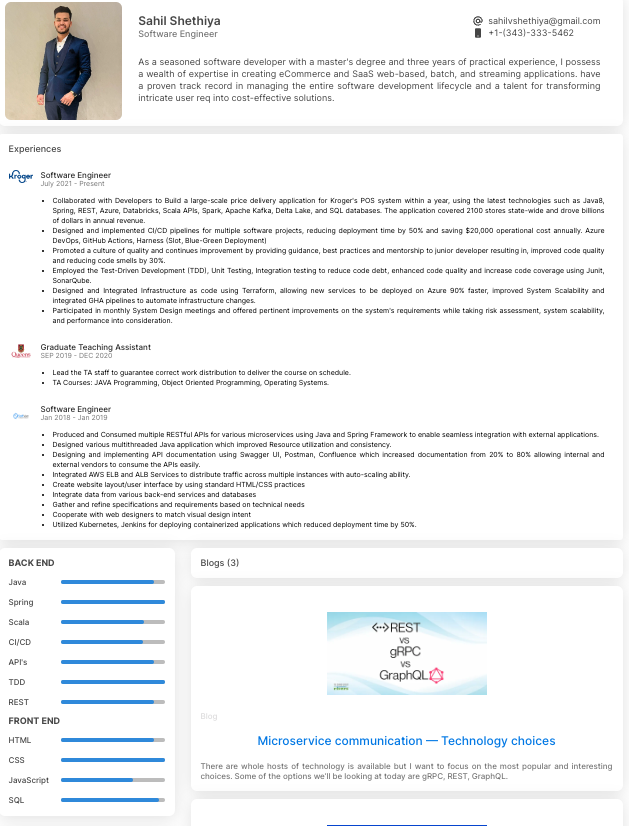 Sahil Shethiya
Software Engineer
sahilvshethiya@gmail.com
+1-(343)-333-5462
As a seasoned software developer with a master's degree and three years of practical experience, I possess
a wealth of expertise in creating eCommerce and SaaS web-based, batch, and streaming applications. have
a proven track record in managing the entire software development lifecycle and a talent for transforming
intricate user req into cost-effective solutions.
Experiences
Kroger
Software Engineer
July 2021 - Present
• Collaborated with Developers to Build a large-scale price delivery application for Kroger's POS system within a year, using the latest technologies such as Java8,
Spring, REST, Azure, Databricks, Scala APIs, Spark, Apache Kafka, Delta Lake, and SQL databases. The application covered 2100 stores state-wide and drove billions
of dollars in annual revenue.
• Designed and implemented CI/CD pipelines for multiple software projects, reducing deployment time by 50% and saving $20,000 operational cost annually. Azure
DevOps, GitHub Actions, Harness (Slot, Blue-Green Deployment)
• Promoted a culture of quality and continues improvement by providing guidance, best practices and mentorship to junior developer resulting in, improved code quality
and reducing code smells by 30%.
• Employed the Test-Driven Development (TDD), Unit Testing, Integration testing to reduce code debt, enhanced code quality and increase code coverage using Junit,
SonarQube.
• Designed and Integrated Infrastructure as code using Terraform, allowing new services to be deployed on Azure 90% faster, improved System Scalability and
integrated GHA pipelines to automate infrastructure changes.
• Participated in monthly System Design meetings and offered pertinent improvements on the system's requirements while taking risk assessment, system scalability,
and performance into consideration.
Queen's
Graduate Teaching Assistant
SEP 2019 - DEC 2020
• Lead the TA staff to guarantee correct work distribution to deliver the course on schedule.
• TA Courses: JAVA Programming, Object Oriented Programming, Operating Systems.
Software Engineer
Jan 2018 - Jan 2019
• Produced and Consumed multiple RESTful APIs for various microservices using Java and Spring Framework to enable seamless integration with external applications.
• Designed various multithreaded Java application which improved Resource utilization and consistency.
• Designing and implementing API documentation using Swagger UI, Postman, Confluence which increased documentation from 20% to 80% allowing internal and
external vendors to consume the APIs easily.
• Integrated AWS ELB and ALB Services to distribute traffic across multiple instances with auto-scaling ability.
• Create website layout/user interface by using standard HTML/CSS practices
• Integrate data from various back-end services and databases
• Gather and refine specifications and requirements based on technical needs
• Cooperate with web designers to match visual design intent
• Utilized Kubernetes, Jenkins for deploying containerized applications which reduced deployment time by 50%.
BACK END
Java
Spring
Scala
CI/CD
API's
TDD
REST
FRONT END
HTML
CSS
JavaScript
SQL
Blogs (3)
REST
vs
gRPC
vs
GraphQL
Blog
Microservice communication — Technology choices
There are whole hosts of technology is available but I want to focus on the most popular and interesting
choices. Some of the options we'll be looking at today are gRPC, REST, GraphQL.